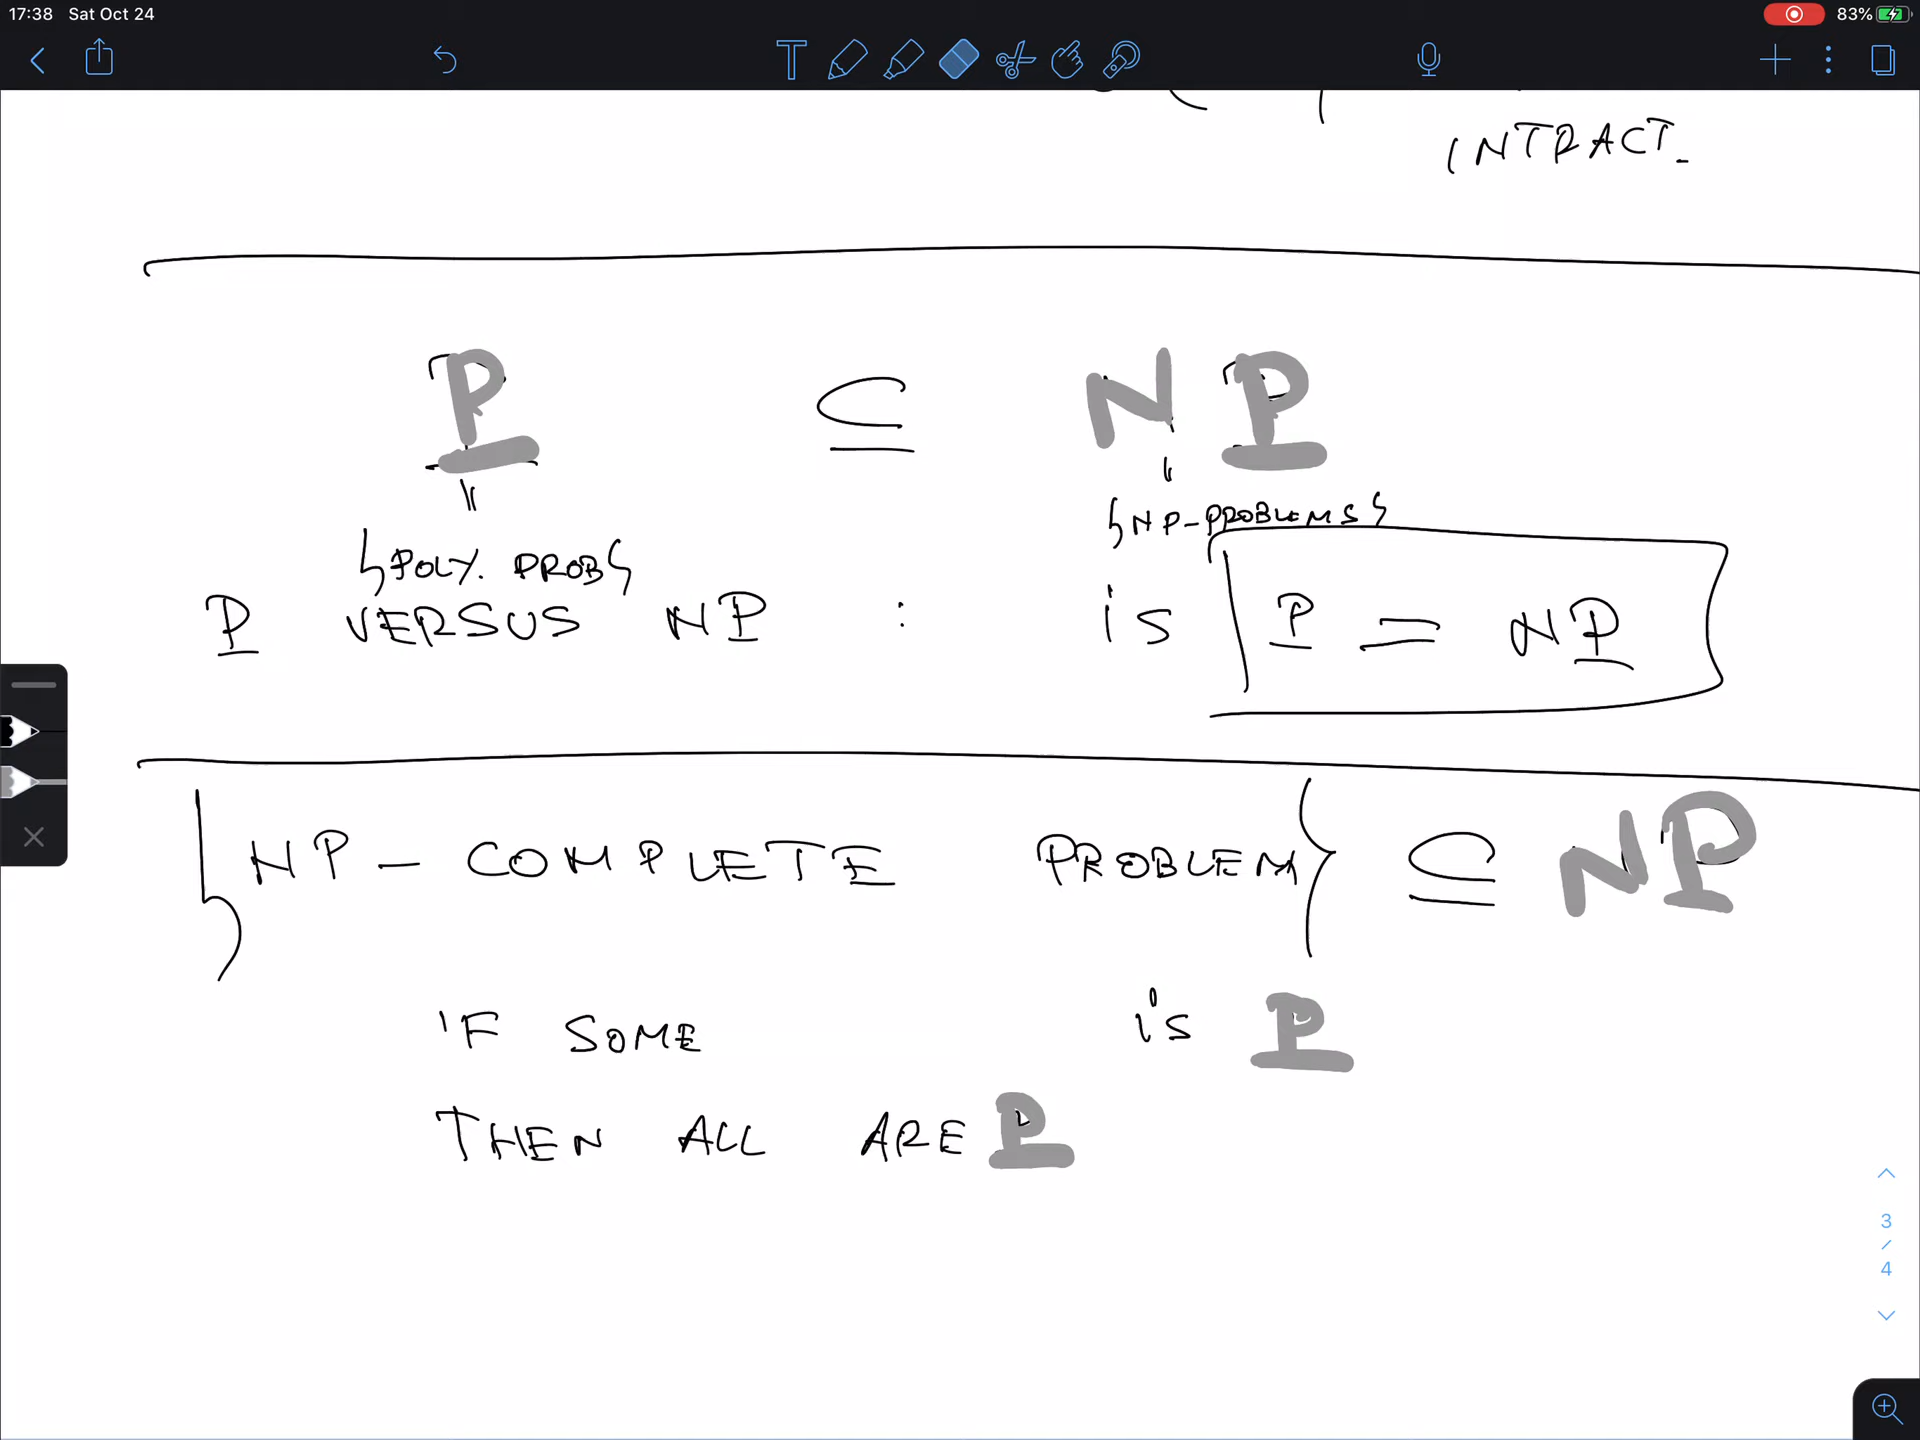 17:38 Sat Oct 24 83%
INTRACT.
P ⊆ NP
{NP-PROBLEMS}
{POLY. PROB}
P VERSUS NP : is P = NP
{NP-COMPLETE PROBLEM} ⊆ NP
IF SOME is P
THEN ALL ARE P
3
/
4